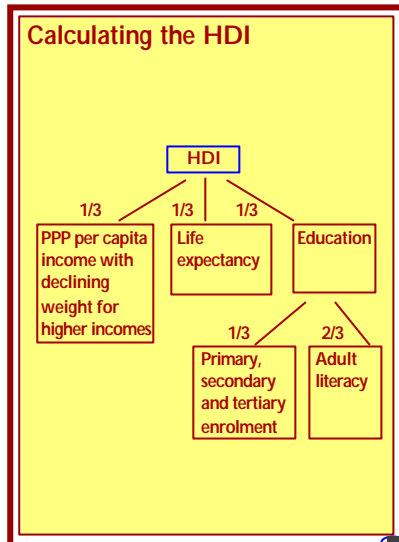 Calculating the HDI
HDI
1/3 1/3 1/3
PPP per capita
income with
declining
weight for
higher incomes
Life
expectancy
Education
1/3 2/3
Primary,
secondary
and tertiary
enrolment
Adult
literacy